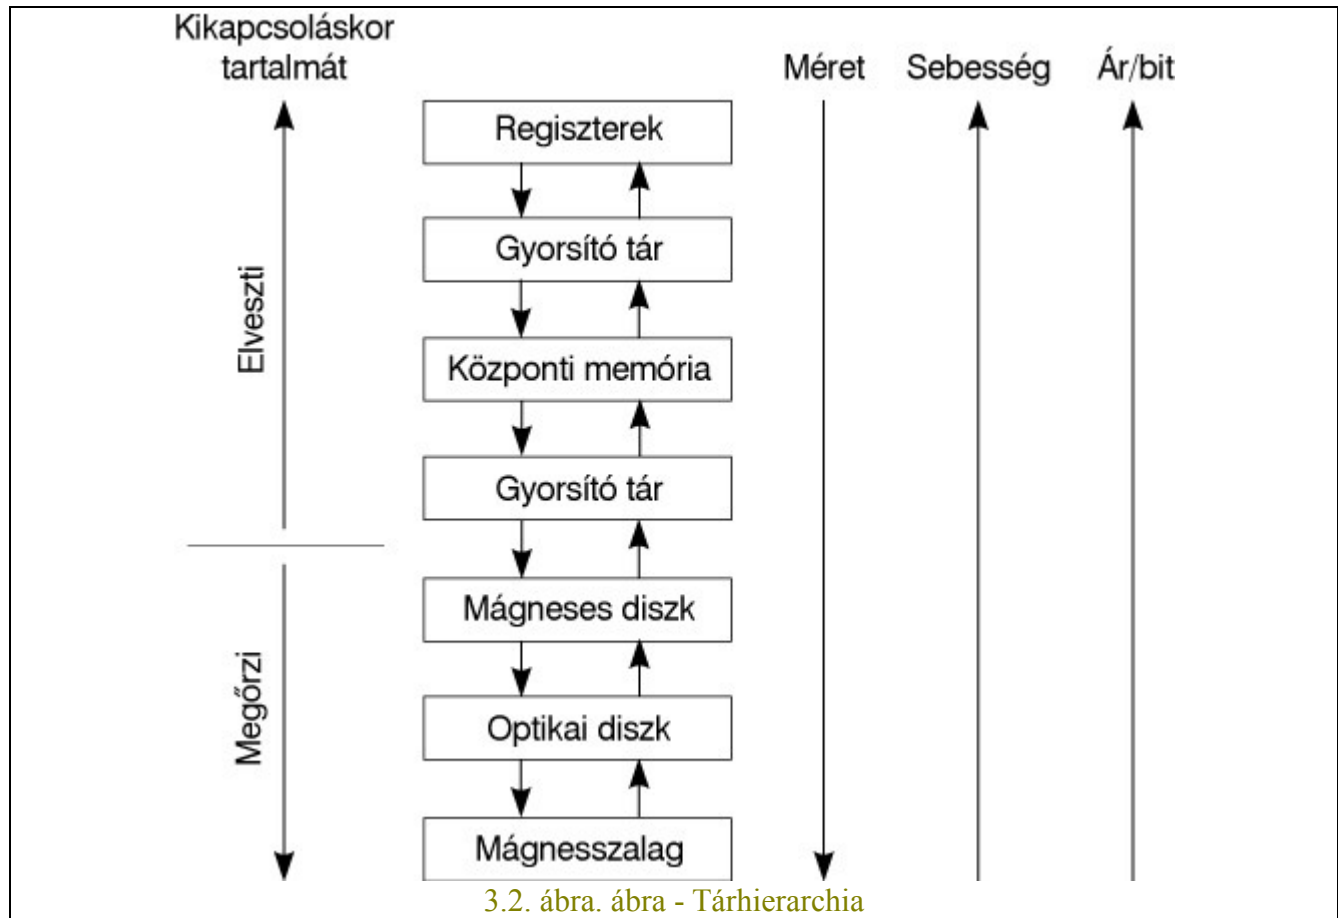 Kikapcsoláskor
tartalmát
Méret Sebesség Ár/bit
Regiszterek
Gyorsító tár
Elveszti
Központi memória
Gyorsító tár
Mágneses diszk
Megőrzi
Optikai diszk
Mágnesszalag
3.2. ábra. ábra - Tárhierarchia